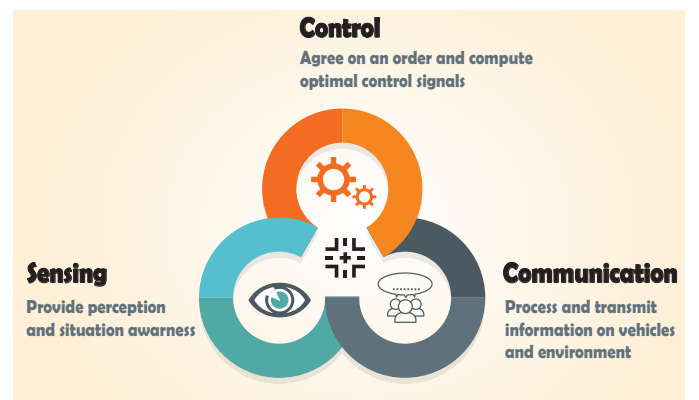 Control
Agree on an order and compute
optimal control signals
Sensing
Provide perception
and situation awarness
Communication
Process and transmit
information on vehicles
and environment